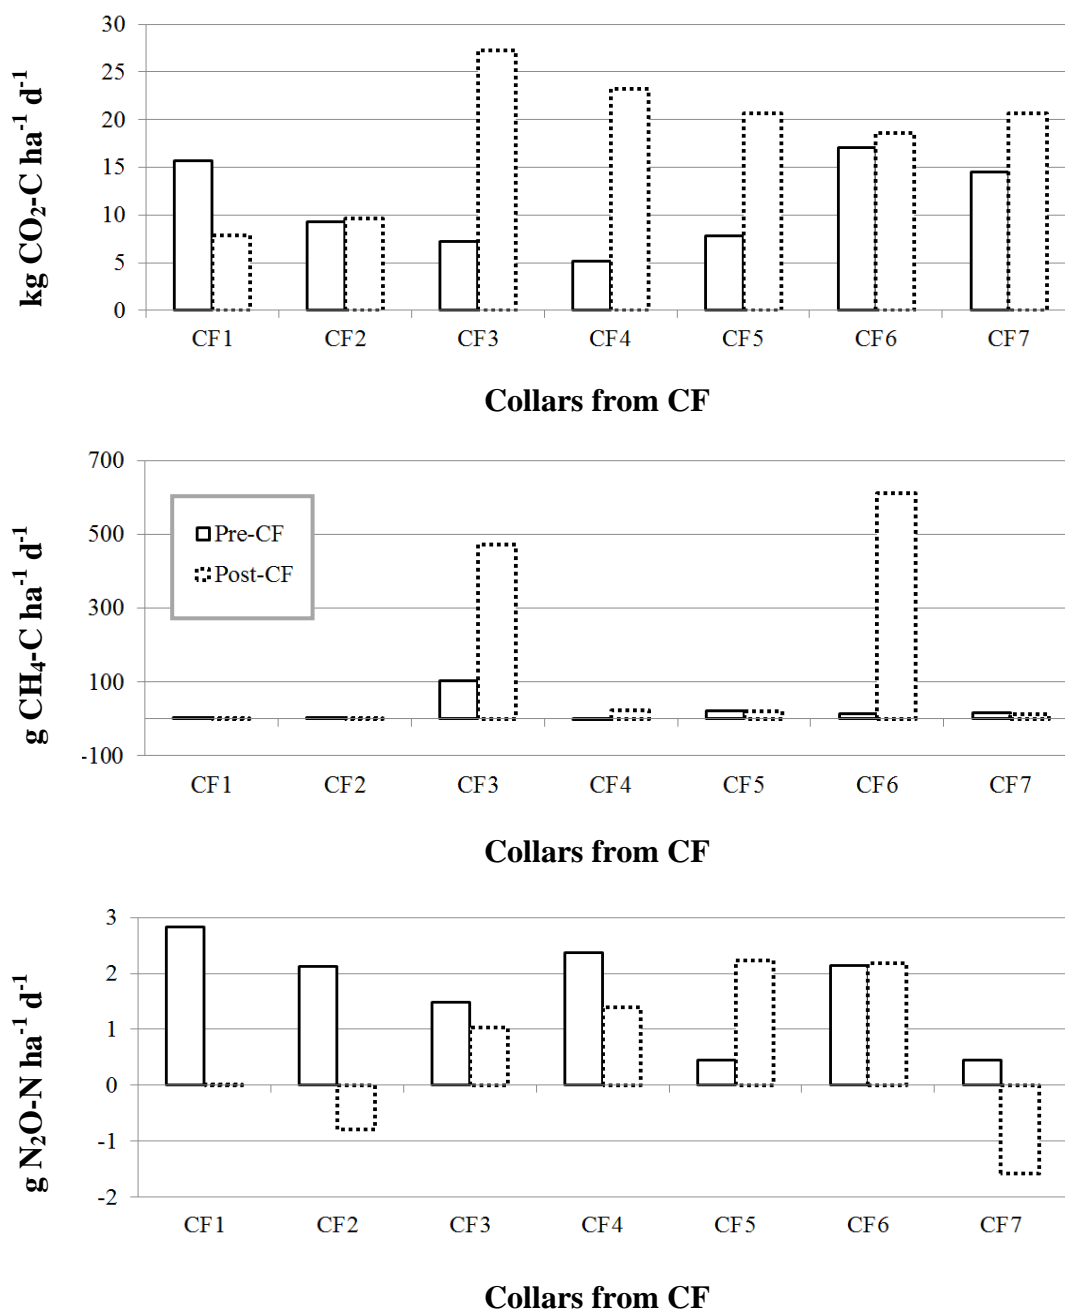 30
25
20
15
10
5
0
kg CO₂-C ha⁻¹ d⁻¹
CF1 CF2 CF3 CF4 CF5 CF6 CF7
Collars from CF
700
500
300
100
-100
g CH₄-C ha⁻¹ d⁻¹
Pre-CF
Post-CF
CF1 CF2 CF3 CF4 CF5 CF6 CF7
Collars from CF
3
2
1
0
-1
-2
g N₂O-N ha⁻¹ d⁻¹
CF1 CF2 CF3 CF4 CF5 CF6 CF7
Collars from CF